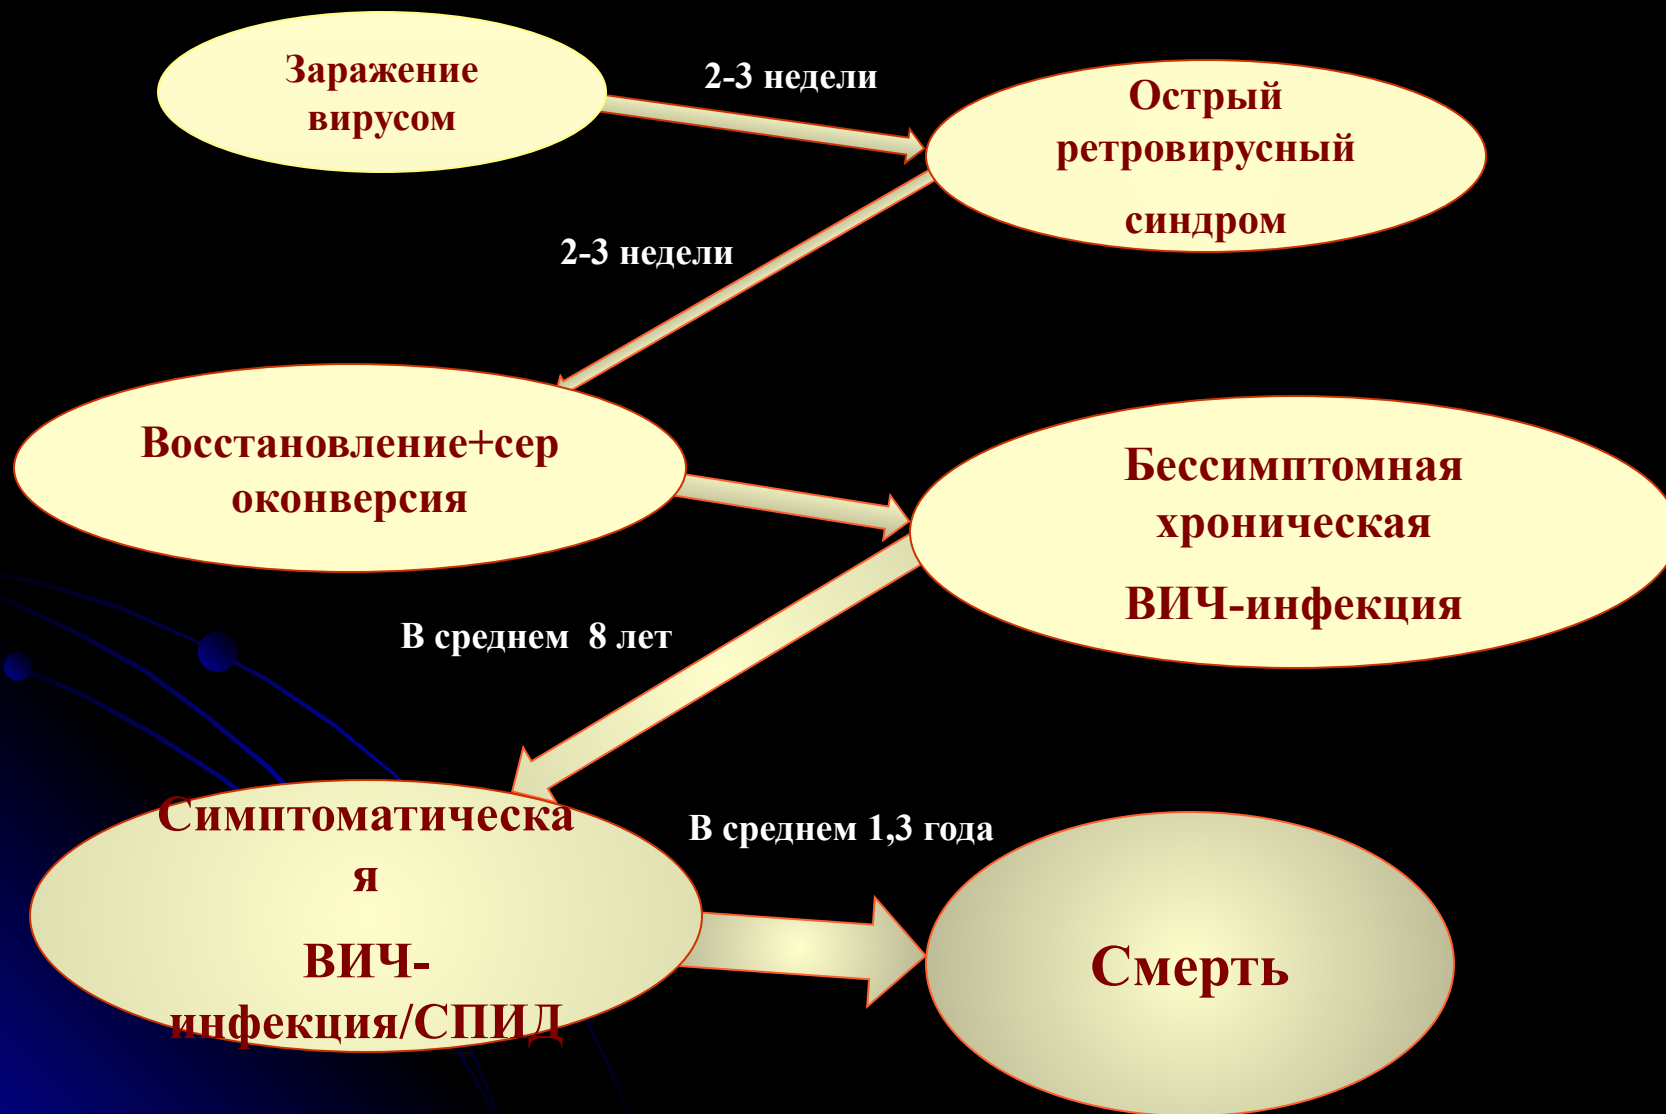 Заражение
вирусом
2-3 недели
Острый
ретровирусный
синдром
2-3 недели
Восстановление+сер
оконверсия
Бессимптомная
хроническая
ВИЧ-инфекция
В среднем  8 лет
Симптоматическа
я
ВИЧ-
инфекция/СПИД
В среднем 1,3 года
Смерть